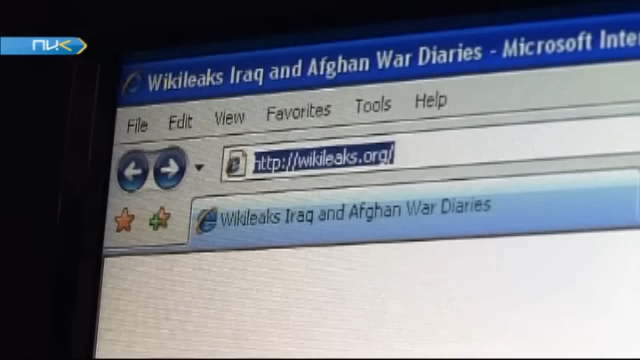 ПИК
Wikileaks Iraq and Afghan War Diaries - Microsoft Inter
File Edit View Favorites Tools Help
http://wikileaks.org/
Wikileaks Iraq and Afghan War Diaries